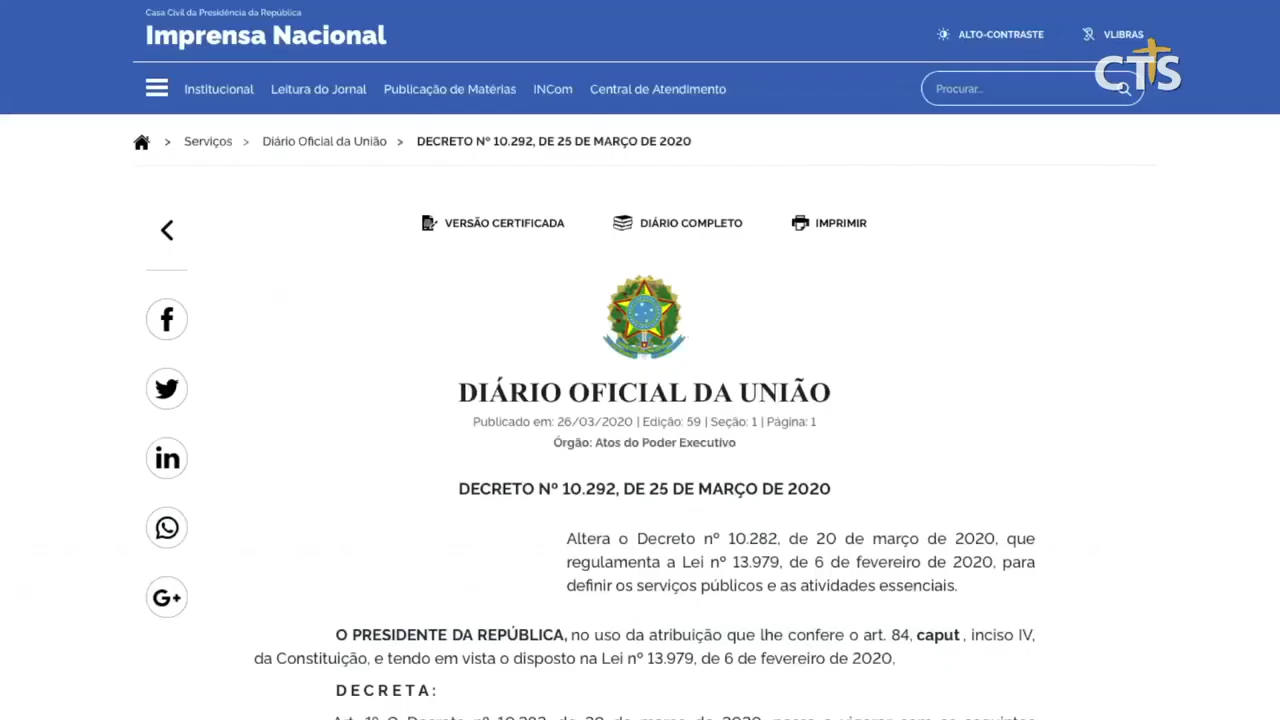 Casa Civil da Presidência da República
Imprensa Nacional
ALTO-CONTRASTE
VLIBRAS
CTS
Institucional
Leitura do Jornal
Publicação de Matérias
INCom
Central de Atendimento
Procurar...
> Serviços > Diário Oficial da União > DECRETO Nº 10.292, DE 25 DE MARÇO DE 2020
VERSÃO CERTIFICADA
DIÁRIO COMPLETO
IMPRIMIR
DIÁRIO OFICIAL DA UNIÃO
Publicado em: 26/03/2020 | Edição: 59 | Seção: 1 | Página: 1
Órgão: Atos do Poder Executivo
DECRETO Nº 10.292, DE 25 DE MARÇO DE 2020
Altera o Decreto nº 10.282, de 20 de março de 2020, que
regulamenta a Lei nº 13.979, de 6 de fevereiro de 2020, para
definir os serviços públicos e as atividades essenciais.
O PRESIDENTE DA REPÚBLICA, no uso da atribuição que lhe confere o art. 84, caput , inciso IV,
da Constituição, e tendo em vista o disposto na Lei nº 13.979, de 6 de fevereiro de 2020,
D E C R E T A :